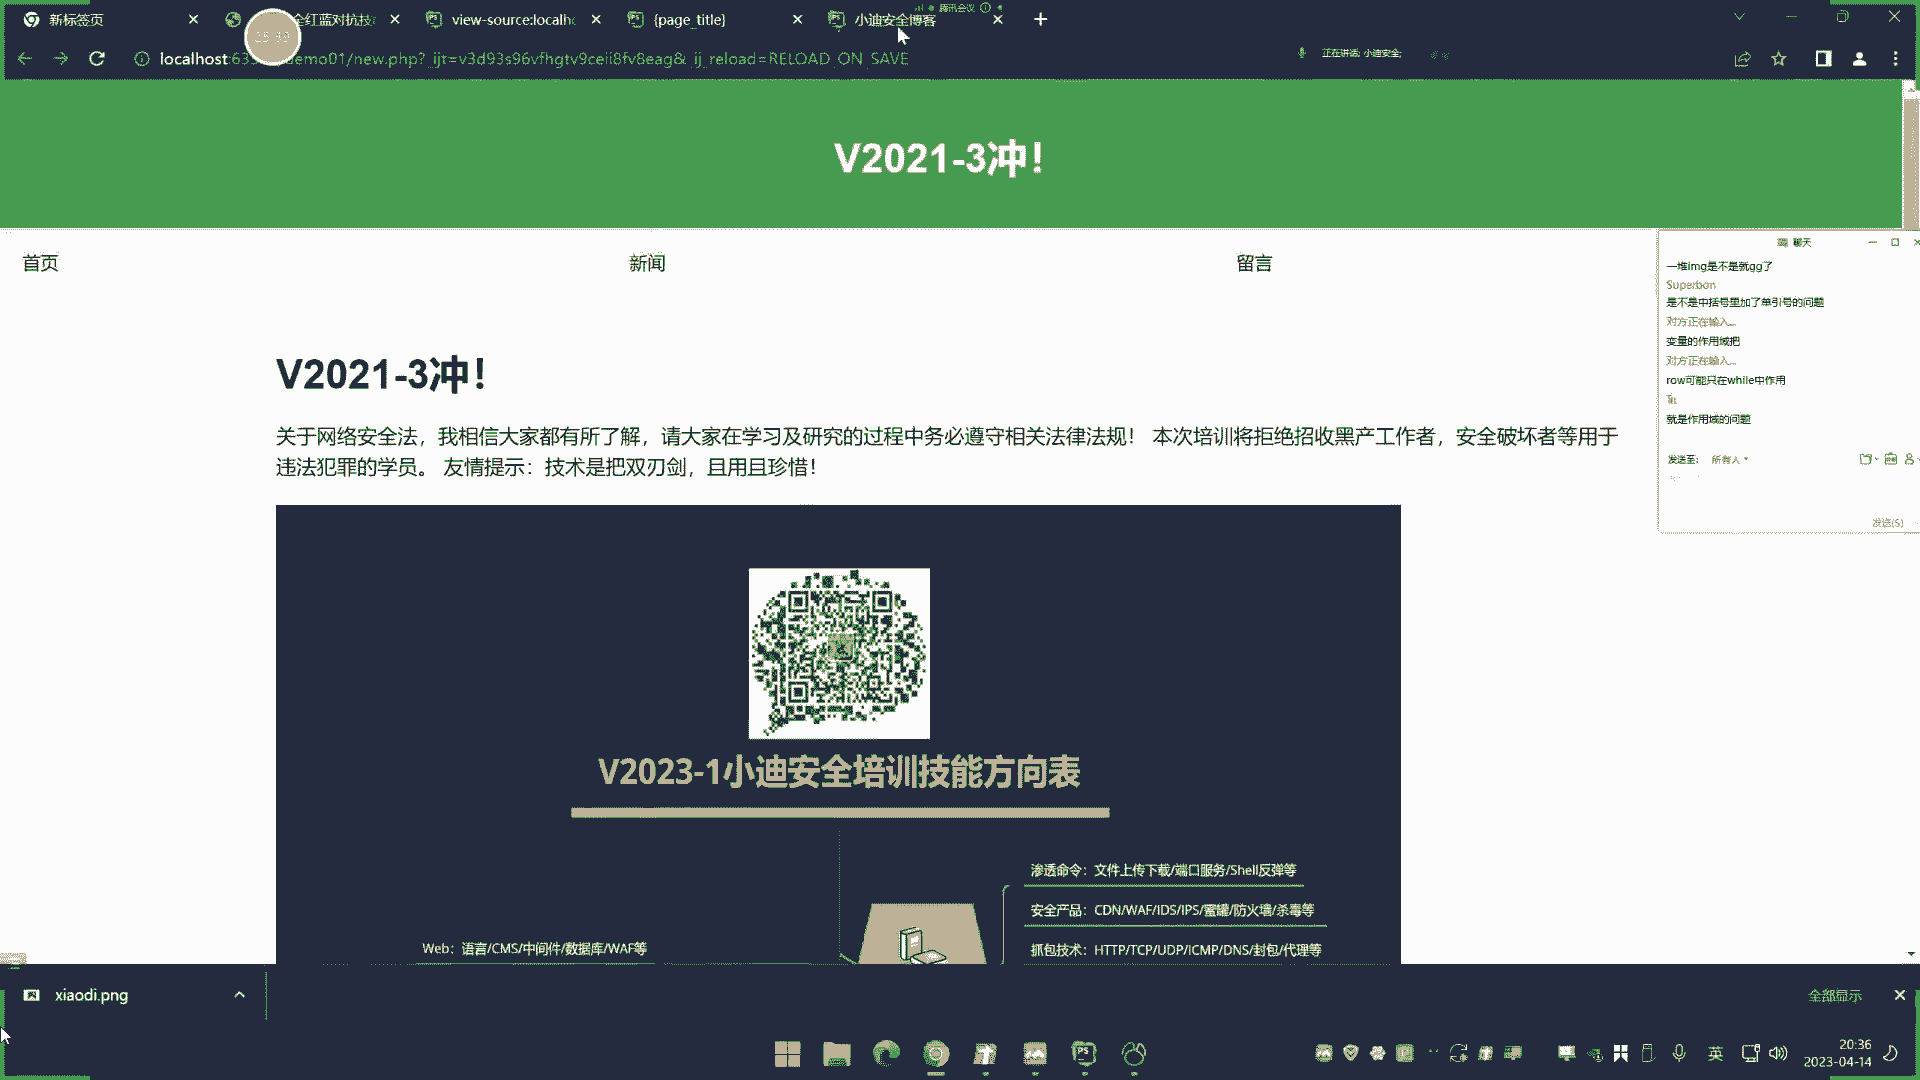 新标签页
全红蓝对抗技
view-source:localh
{page_title}
小迪安全博客
腾讯会议
localhost:63
demo01/new.php?_ijt=v3d93s96vfhgtv9ceii8fv8eag&_ij_reload=RELOAD_ON_SAVE
正在讲话: 小迪安全;
V2021-3冲！
首页
新闻
留言
聊天
一堆img是不是就gg了
是不是中括号里加了单引号的问题
对方正在输入...
变量的作用域把
对方正在输入...
row可能只在while中作用
就是作用域的问题
发送至: 所有人
发送(S)
V2021-3冲！
关于网络安全法，我相信大家都有所了解，请大家在学习及研究的过程中务必遵守相关法律法规！ 本次培训将拒绝招收黑产工作者，安全破坏者等用于
违法犯罪的学员。 友情提示：技术是把双刃剑，且用且珍惜！
V2023-1小迪安全培训技能方向表
渗透命令：文件上传下载/端口服务/Shell反弹等
安全产品：CDN/WAF/IDS/IPS/蜜罐/防火墙/杀毒等
Web：语言/CMS/中间件/数据库/WAF等
抓包技术：HTTP/TCP/UDP/ICMP/DNS/封包/代理等
xiaodi.png
全部显示
英
20:36
2023-04-14